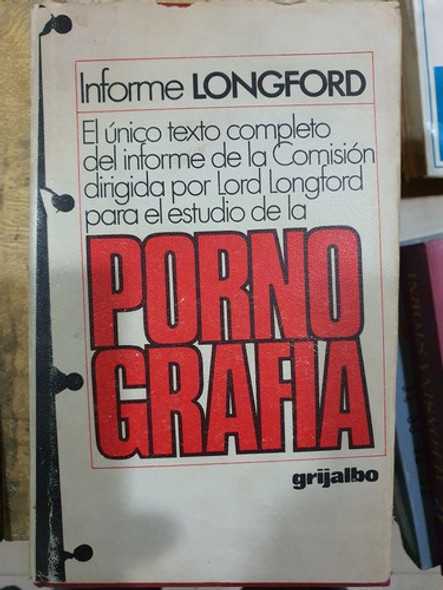 Informe LONGFORD
El único texto completo
del informe de la Comisión
dirigida por Lord Longford
para el estudio de la
PORNO
GRAFIA
grijalbo